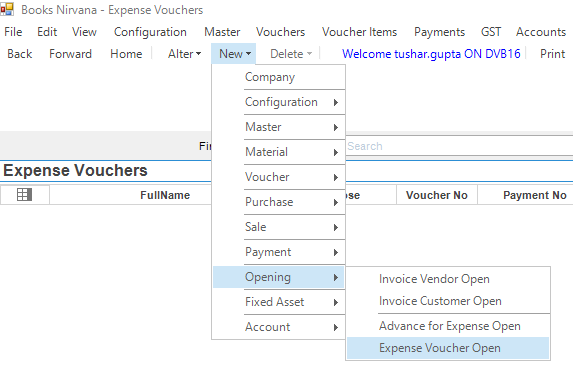 Books Nirvana - Expense Vouchers
File Edit View Configuration Master Vouchers Voucher Items Payments GST Accounts
Back Forward Home Alter New Delete Welcome tushar.gupta ON DVB16 Print
Company
Configuration
Master
Material
Voucher
Purchase
Sale
Payment
Opening
Fixed Asset
Account
Invoice Vendor Open
Invoice Customer Open
Advance for Expense Open
Expense Voucher Open
Search
Expense Vouchers
FullName Voucher No Payment No